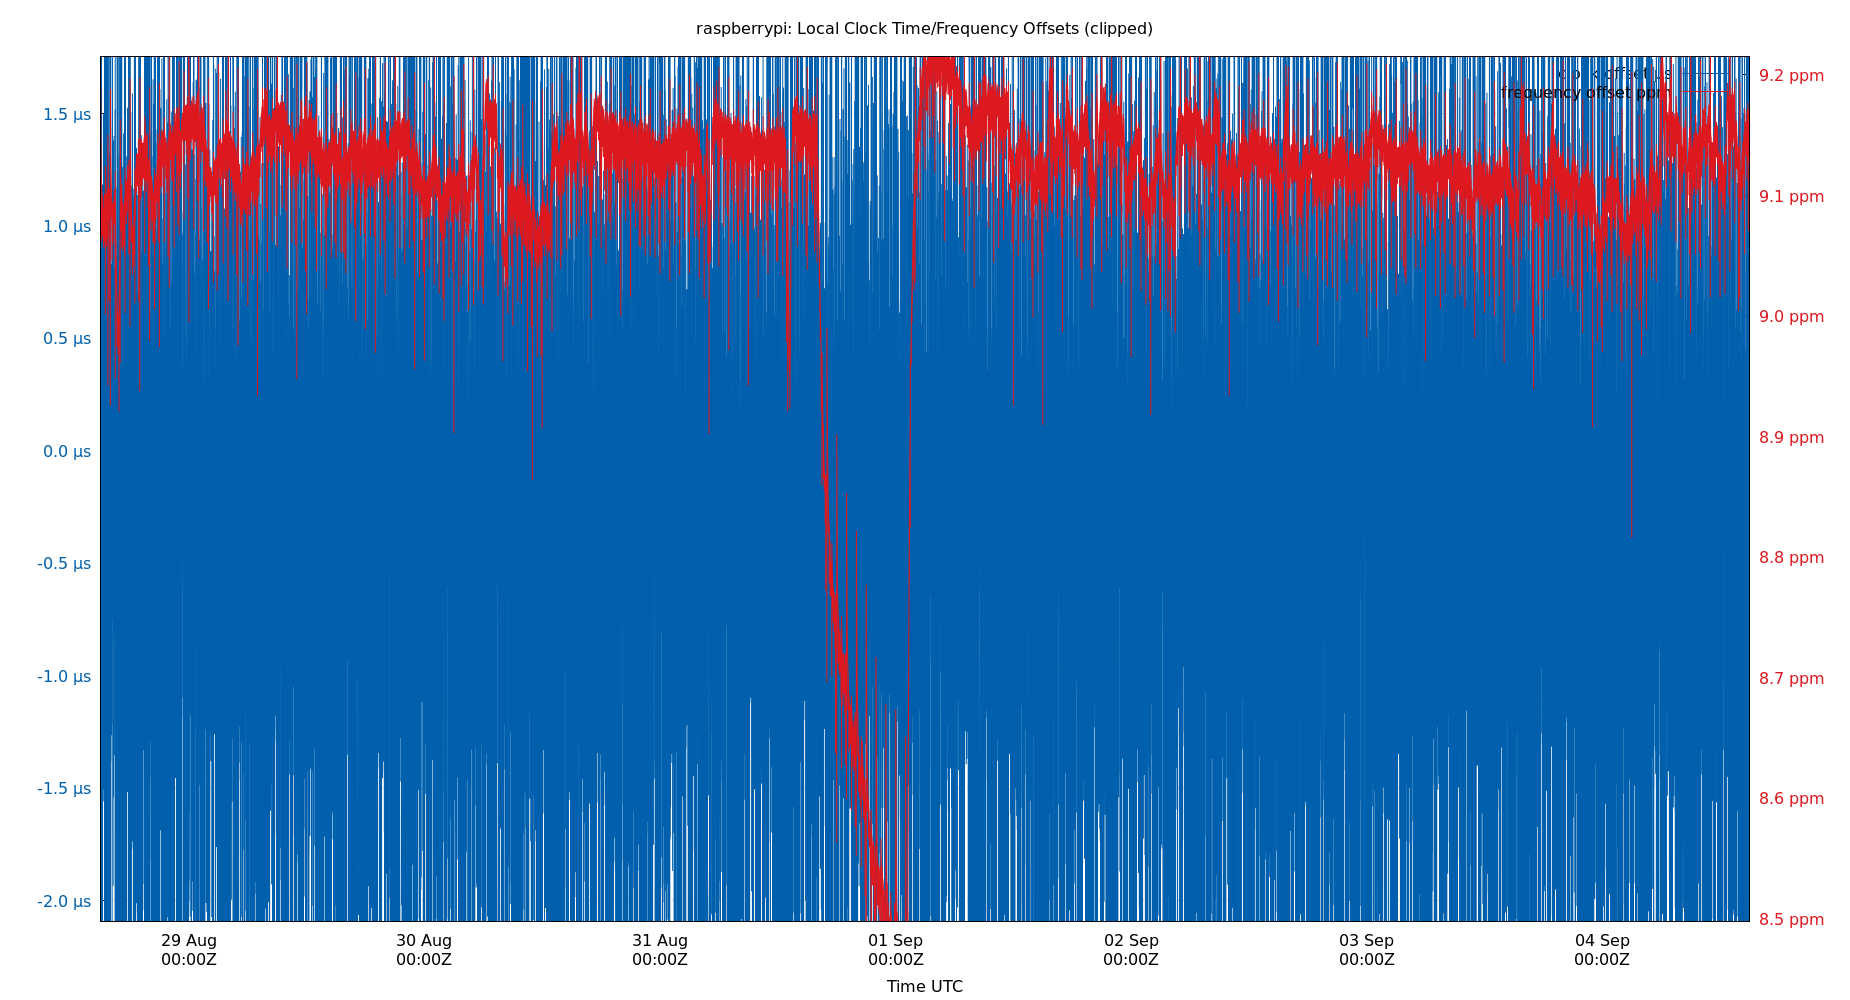 raspberrypi: Local Clock Time/Frequency Offsets (clipped)
clock offset µs
frequency offset ppm
1.5 µs
1.0 µs
0.5 µs
0.0 µs
-0.5 µs
-1.0 µs
-1.5 µs
-2.0 µs
9.2 ppm
9.1 ppm
9.0 ppm
8.9 ppm
8.8 ppm
8.7 ppm
8.6 ppm
8.5 ppm
29 Aug
00:00Z
30 Aug
00:00Z
31 Aug
00:00Z
01 Sep
00:00Z
02 Sep
00:00Z
03 Sep
00:00Z
04 Sep
00:00Z
Time UTC